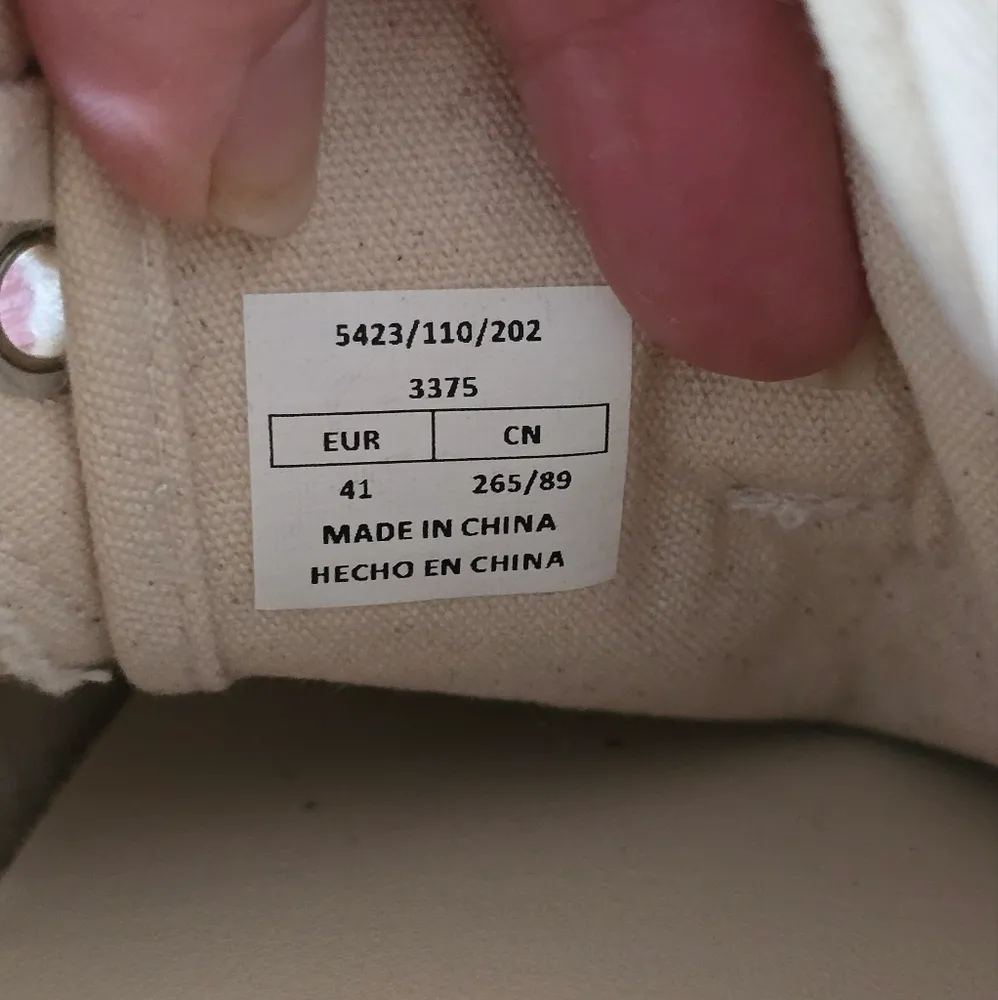 5423/110/202
3375
EUR CN
41 265/89
MADE IN CHINA
HECHO EN CHINA